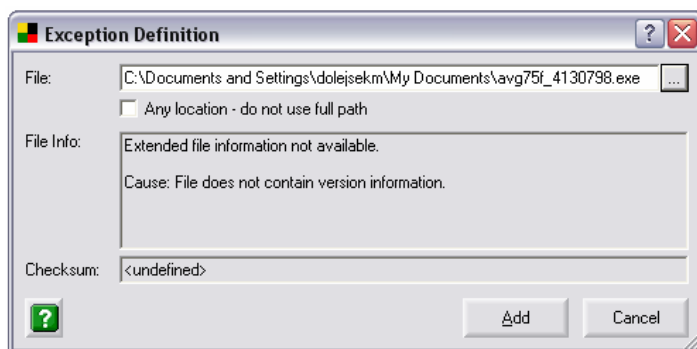 Exception Definition
File: C:\Documents and Settings\dolejsekm\My Documents\avg75f_4130798.exe ...
Any location - do not use full path
File Info: Extended file information not available.
Cause: File does not contain version information.
Checksum: <undefined>
? Add Cancel